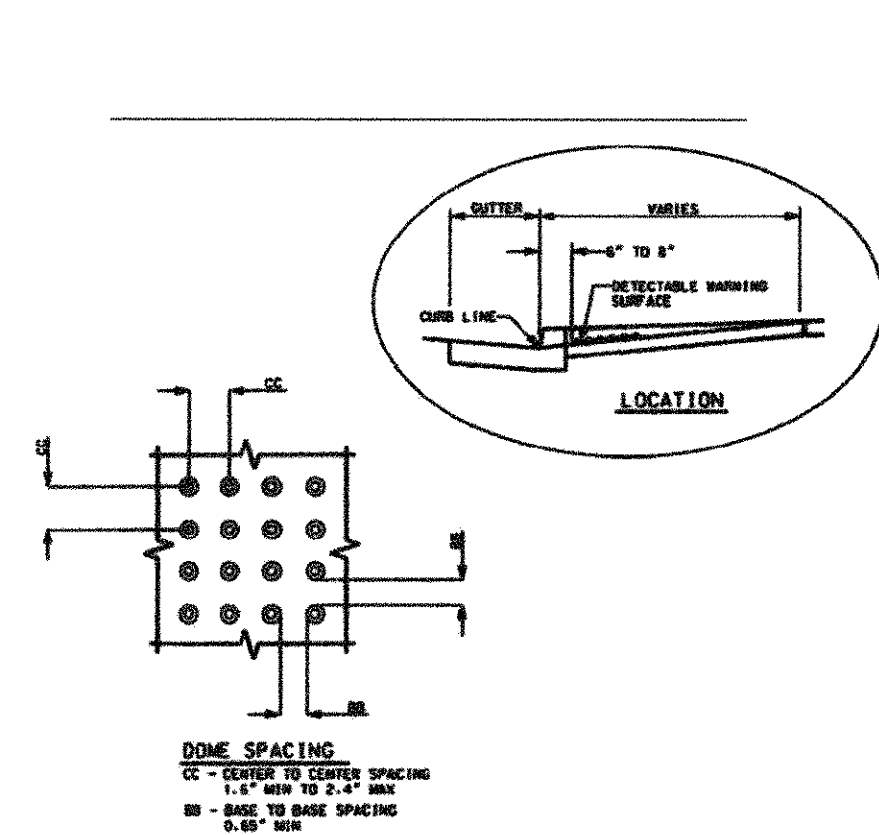 GUTTER
VARIES
6" TO 8"
DETECTABLE WARNING
SURFACE
CURB LINE
LOCATION
CC
CC
BB
BB
DOME SPACING
CC - CENTER TO CENTER SPACING
1.6" MIN TO 2.4" MAX
BB - BASE TO BASE SPACING
0.65" MIN